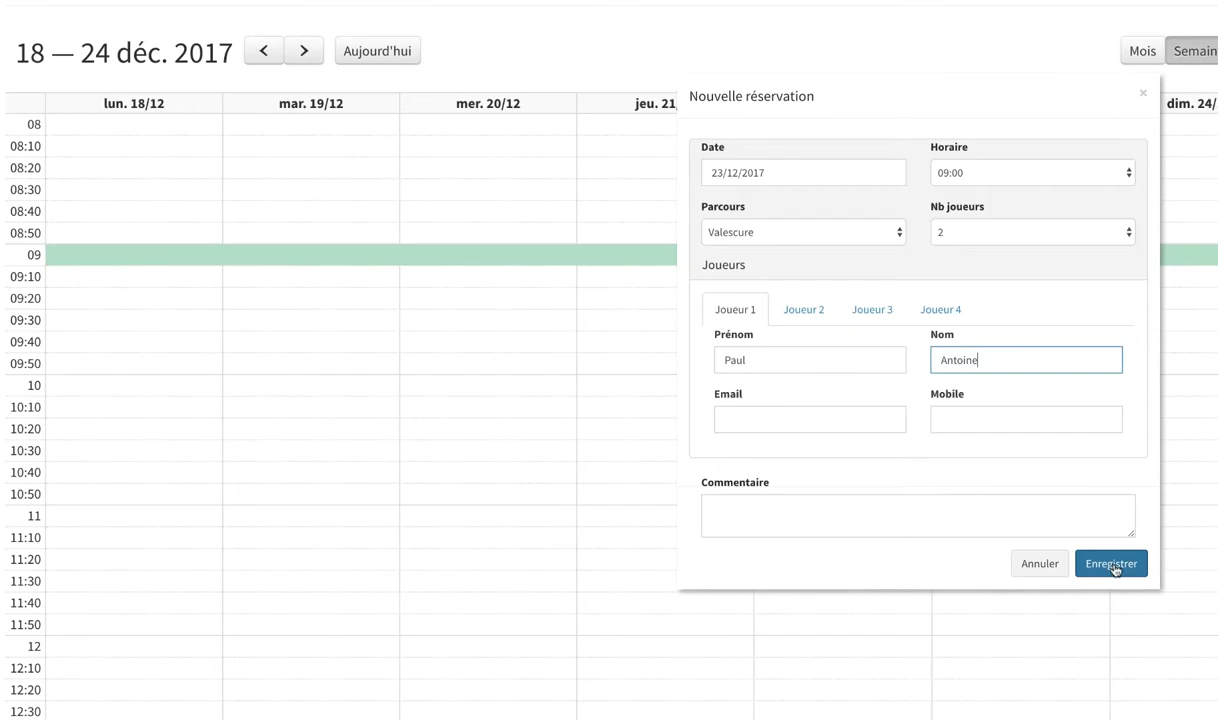 18 — 24 déc. 2017
Aujourd'hui
Mois
Semain
lun. 18/12
mar. 19/12
mer. 20/12
jeu. 21
dim. 24/
08
08:10
08:20
08:30
08:40
08:50
09
09:10
09:20
09:30
09:40
09:50
10
10:10
10:20
10:30
10:40
10:50
11
11:10
11:20
11:30
11:40
11:50
12
12:10
12:20
12:30
Nouvelle réservation
×
Date
Horaire
23/12/2017
09:00
Parcours
Nb joueurs
Valescure
2
Joueurs
Joueur 1
Joueur 2
Joueur 3
Joueur 4
Prénom
Nom
Paul
Antoine
Email
Mobile
Commentaire
Annuler
Enregistrer